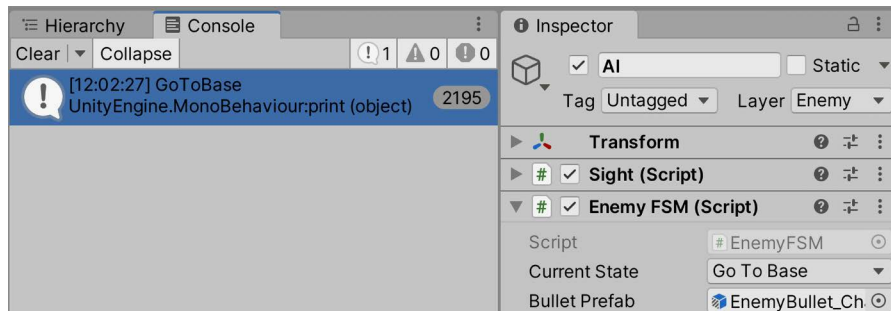 Hierarchy
Console
Clear
Collapse
1
0
0
[12:02:27] GoToBase
UnityEngine.MonoBehaviour:print (object)
2195
Inspector
AI
Static
Tag Untagged
Layer Enemy
Transform
# Sight (Script)
# Enemy FSM (Script)
Script # EnemyFSM
Current State Go To Base
Bullet Prefab EnemyBullet_Ch